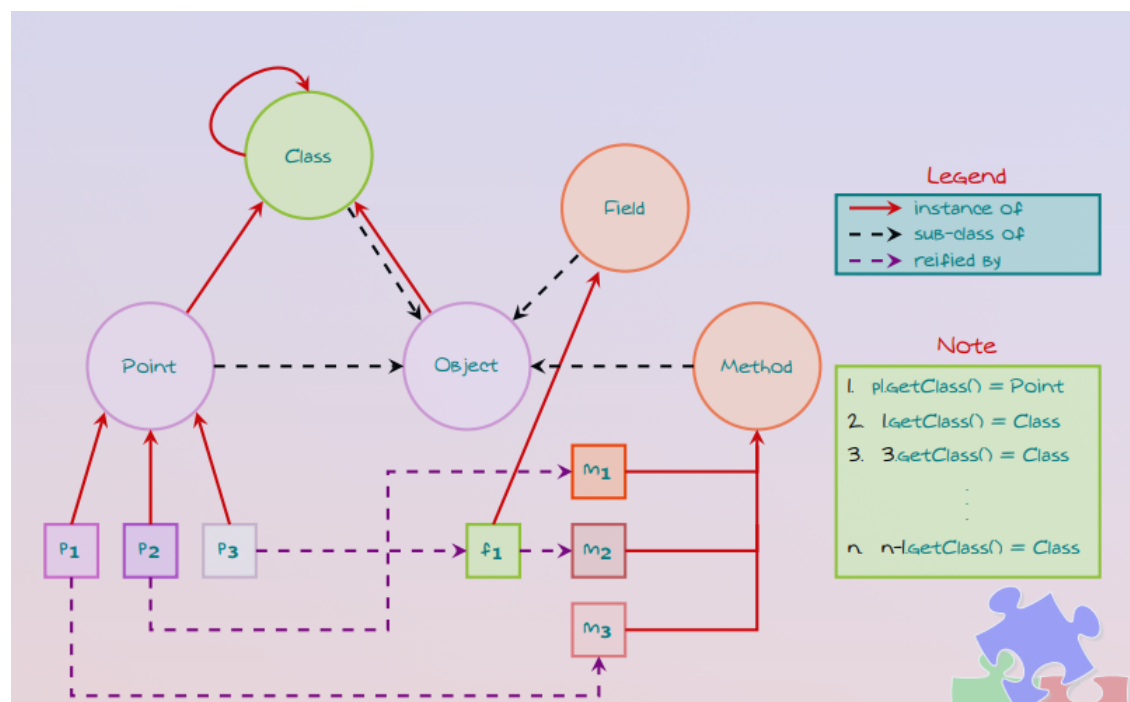 Class
Field
Point
Object
Method
P1
P2
P3
f1
m1
m2
m3
Legend
instance of
sub-class of
reified by
Note
1. p1.getClass() = Point
2. 1.getClass() = Class
3. 3.getClass() = Class
.
.
.
n. n-1.getClass() = Class